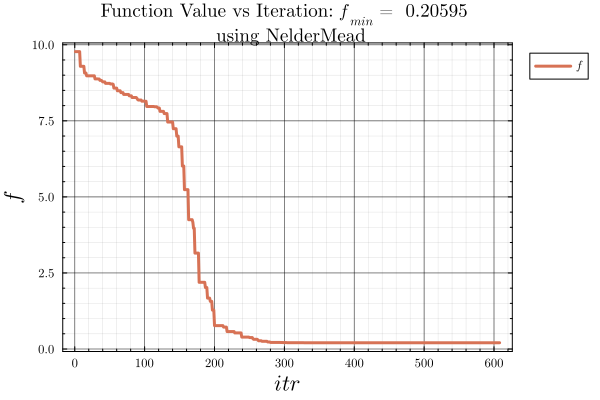 Function Value vs Iteration: f_min = 0.20595
using NelderMead
f
10.0
7.5
5.0
2.5
0.0
f
0 100 200 300 400 500 600
itr